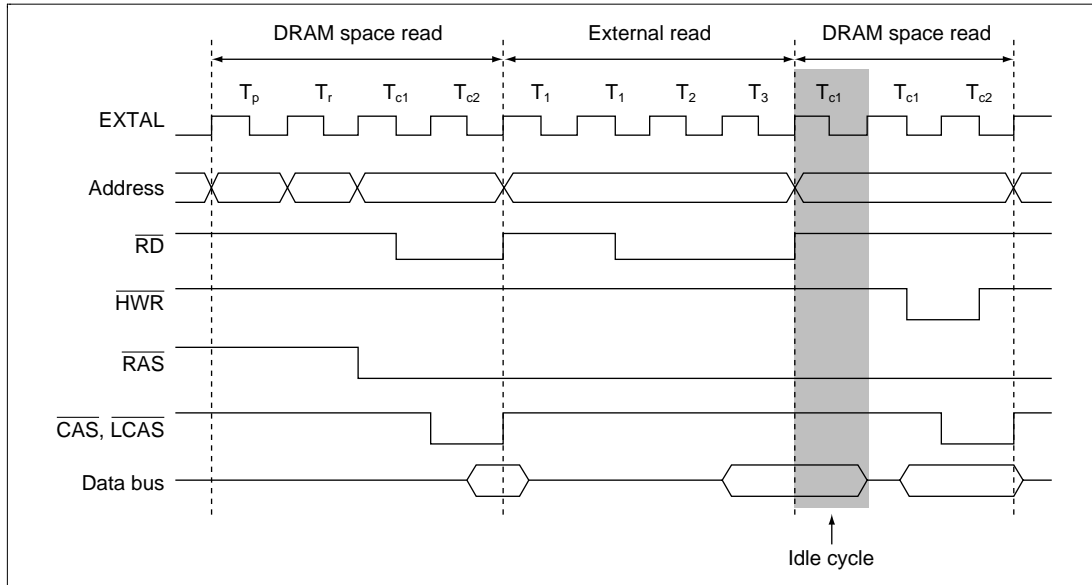 DRAM space read External read DRAM space read
Tp Tr Tc1 Tc2 T1 T1 T2 T3 Tc1 Tc1 Tc2
EXTAL
Address
RD
HWR
RAS
CAS, LCAS
Data bus
Idle cycle